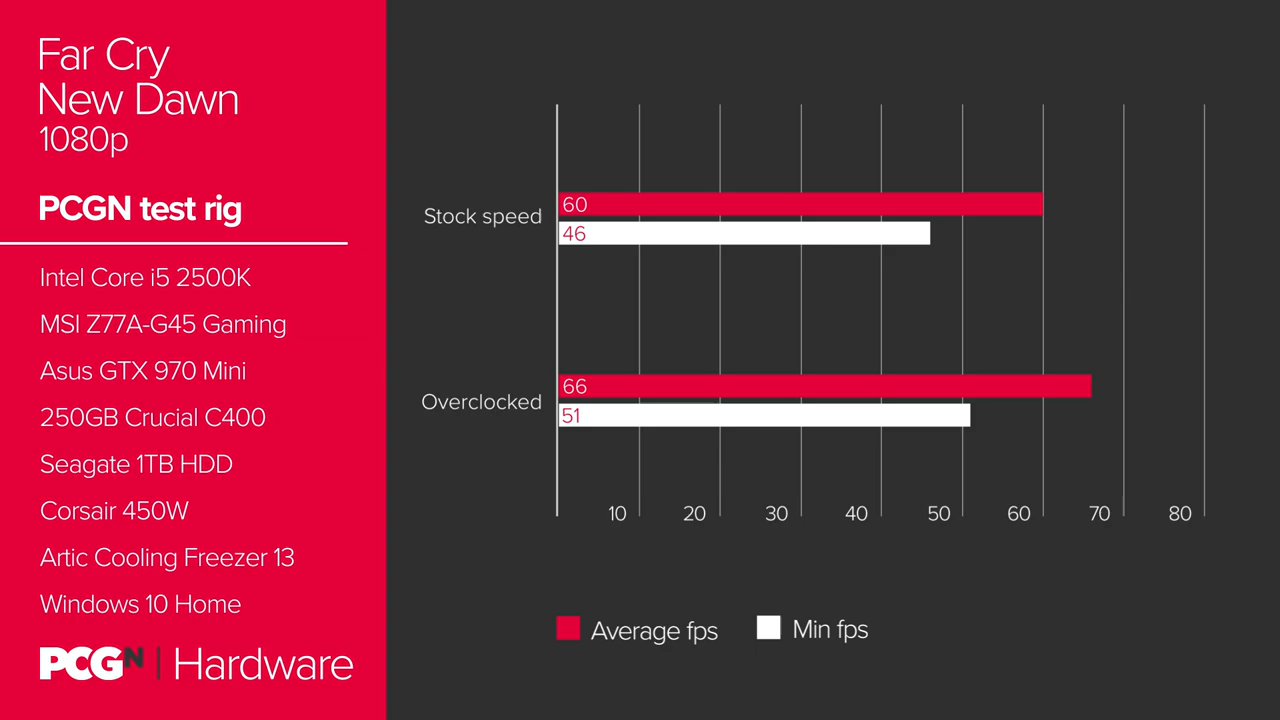 Far Cry
New Dawn
1080p
PCGN test rig
Intel Core i5 2500K
MSI Z77A-G45 Gaming
Asus GTX 970 Mini
250GB Crucial C400
Seagate 1TB HDD
Corsair 450W
Artic Cooling Freezer 13
Windows 10 Home
PCGN | Hardware
Stock speed
60
46
Overclocked
66
51
10 20 30 40 50 60 70 80
Average fps Min fps